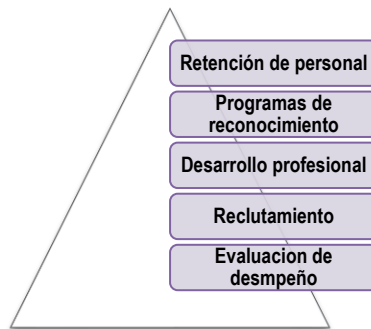 Retención de personal
Programas de
reconocimiento
Desarrollo profesional
Reclutamiento
Evaluacion de
desmpeño